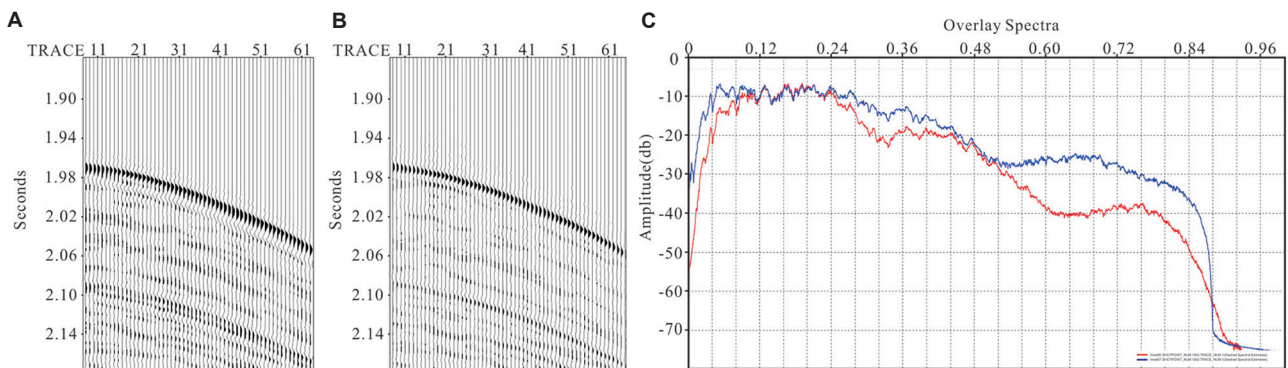 A
TRACE 11 21 31 41 51 61
Seconds
1.90
1.94
1.98
2.02
2.06
2.10
2.14
B
TRACE 11 21 31 41 51 61
Seconds
1.90
1.94
1.98
2.02
2.06
2.10
2.14
C
Overlay Spectra
0 0.12 0.24 0.36 0.48 0.60 0.72 0.84 0.96
Amplitude(db)
0
-10
-20
-30
-40
-50
-60
-70